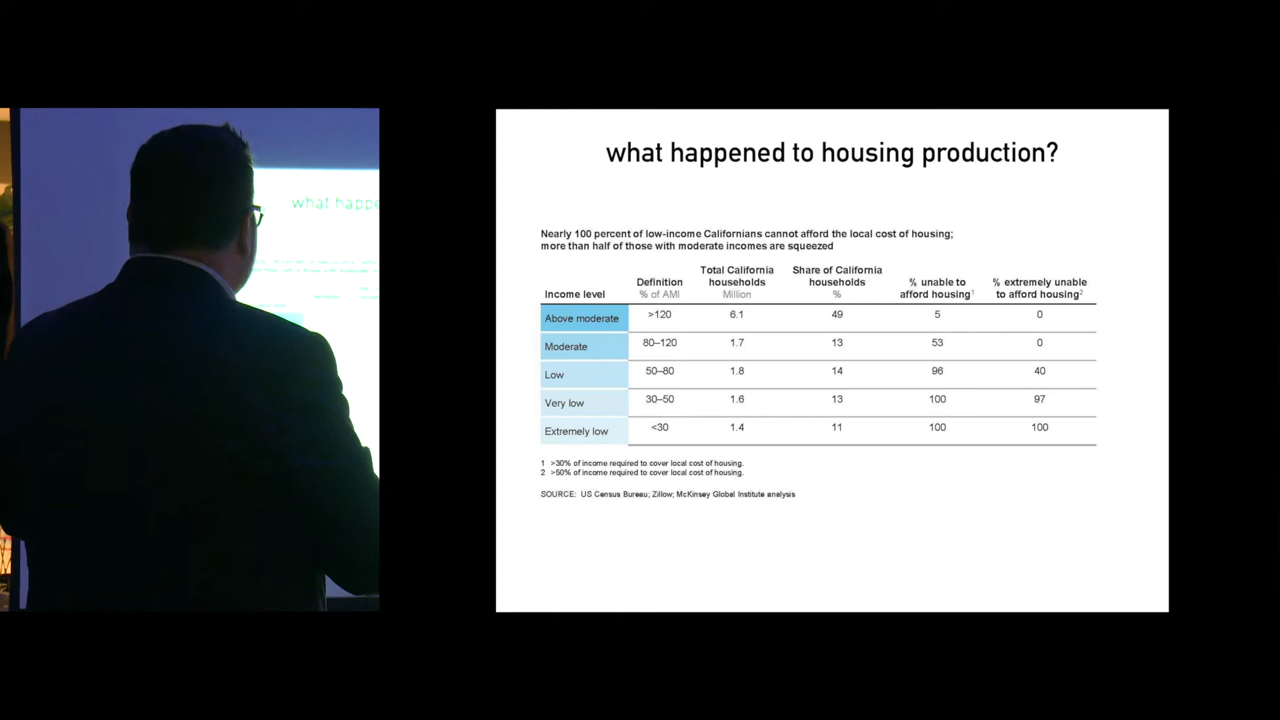 what happe
what happened to housing production?
Nearly 100 percent of low-income Californians cannot afford the local cost of housing;
more than half of those with moderate incomes are squeezed
Income level Definition % of AMI Total California households Million Share of California households % % unable to afford housing¹ % extremely unable to afford housing²
Above moderate >120 6.1 49 5 0
Moderate 80–120 1.7 13 53 0
Low 50–80 1.8 14 96 40
Very low 30–50 1.6 13 100 97
Extremely low <30 1.4 11 100 100
1 >30% of income required to cover local cost of housing.
2 >50% of income required to cover local cost of housing.
SOURCE: US Census Bureau; Zillow; McKinsey Global Institute analysis